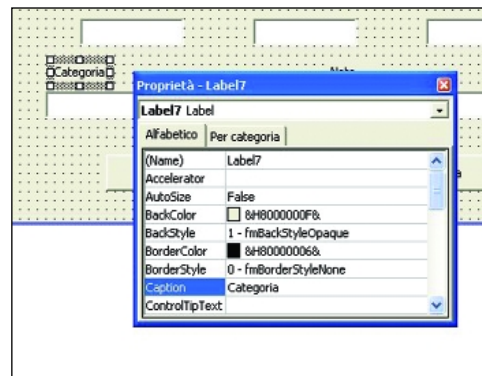 Categoria
Note
Proprietà - Label7
Label7 Label
Alfabetico Per categoria
(Name) Label7
Accelerator
AutoSize False
BackColor &H8000000F&
BackStyle 1 - fmBackStyleOpaque
BorderColor &H80000006&
BorderStyle 0 - fmBorderStyleNone
Caption Categoria
ControlTipText